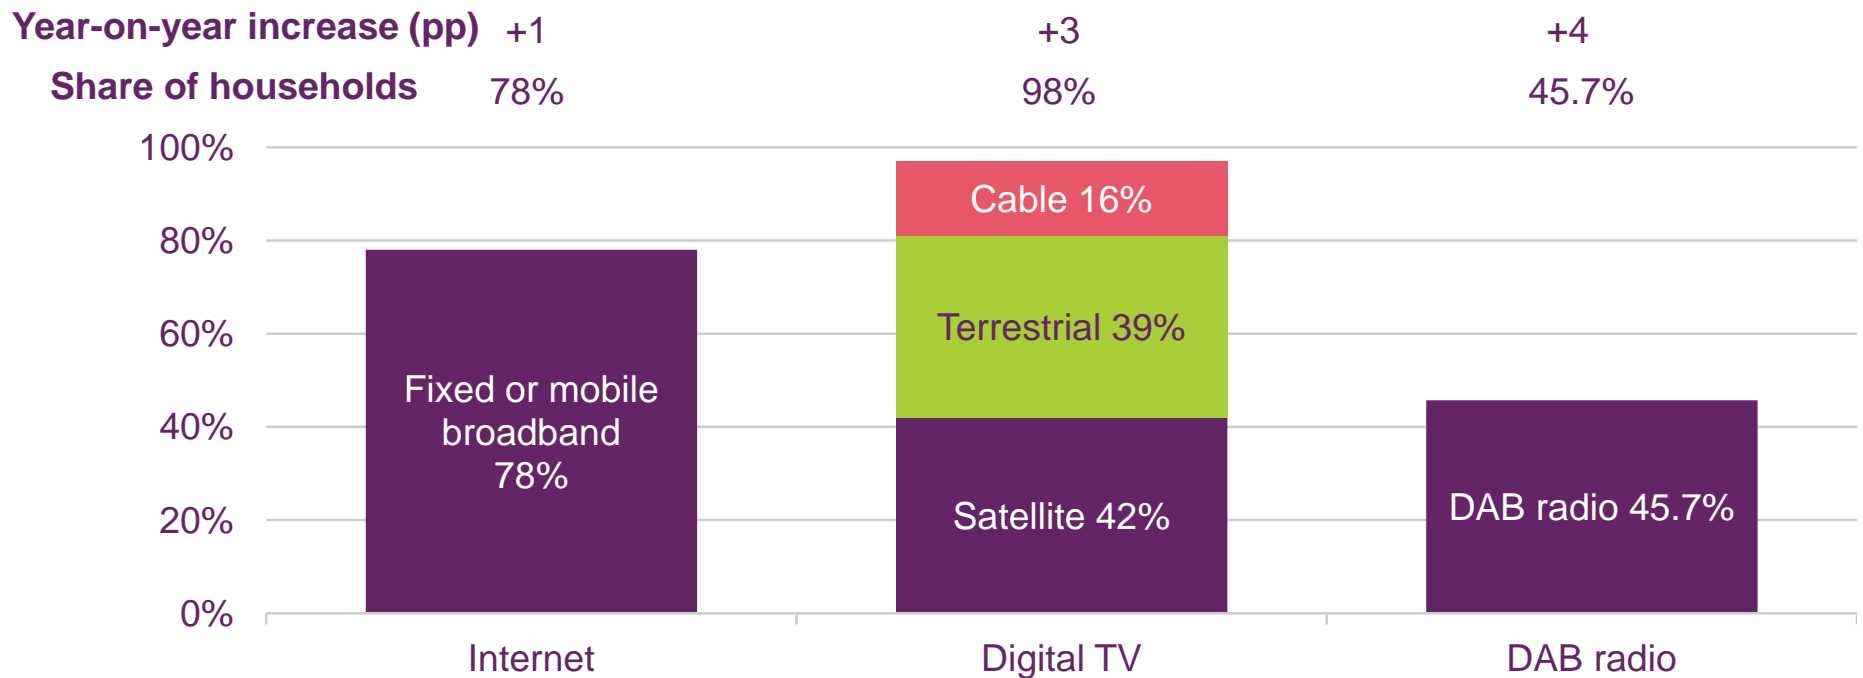 Year-on-year increase (pp) +1 +3 +4
Share of households 78% 98% 45.7%
100%
80%
60%
40%
20%
0%
Fixed or mobile
broadband
78%
Cable 16%
Terrestrial 39%
Satellite 42%
DAB radio 45.7%
Internet Digital TV DAB radio